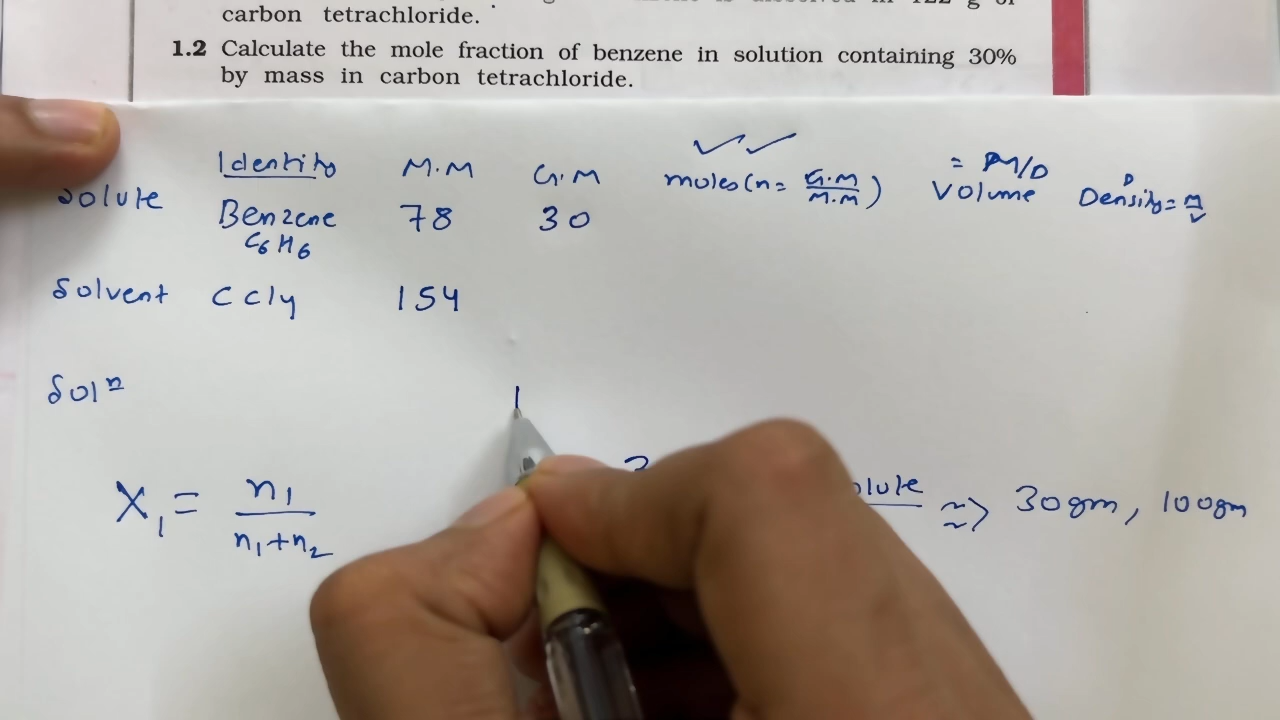 carbon tetrachloride.
1.2 Calculate the mole fraction of benzene in solution containing 30%
by mass in carbon tetrachloride.
Identity M.M G.M moles (n = G.M/M.M) = M/D Volume Density = m/v
solute Benzene 78 30
C6H6
Solvent CCl4 154
Solⁿ 1
X1 = n1/(n1+n2) 30gm, 100gm